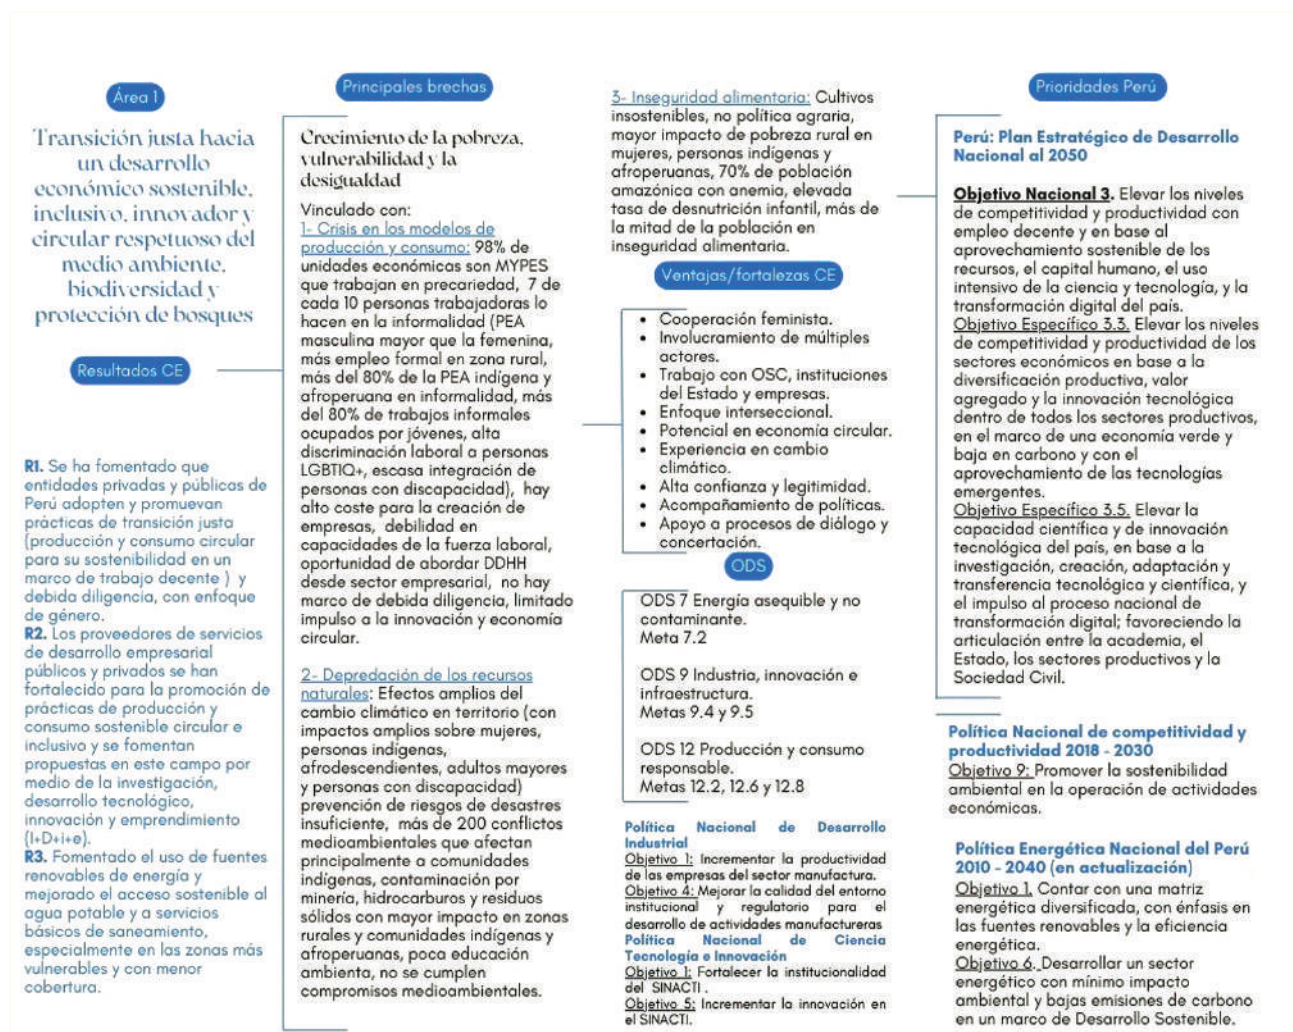 Área 1
Transición justa hacia
un desarrollo
económico sostenible,
inclusivo, innovador y
circular respetuoso del
medio ambiente,
biodiversidad y
protección de bosques
Resultados CE
R1. Se ha fomentado que
entidades privadas y públicas de
Perú adopten y promuevan
prácticas de transición justa
(producción y consumo circular
para su sostenibilidad en un
marco de trabajo decente ) y
debida diligencia, con enfoque
de género.
R2. Los proveedores de servicios
de desarrollo empresarial
públicos y privados se han
fortalecido para la promoción de
prácticas de producción y
consumo sostenible circular e
inclusivo y se fomentan
propuestas en este campo por
medio de la investigación,
desarrollo tecnológico,
innovación y emprendimiento
(I+D+i+e).
R3. Fomentado el uso de fuentes
renovables de energía y
mejorado el acceso sostenible al
agua potable y a servicios
básicos de saneamiento,
especialmente en las zonas más
vulnerables y con menor
cobertura.
Principales brechas
Crecimiento de la pobreza,
vulnerabilidad y la
desigualdad
Vinculado con:
1- Crisis en los modelos de
producción y consumo: 98% de
unidades económicas son MYPES
que trabajan en precariedad, 7 de
cada 10 personas trabajadoras lo
hacen en la informalidad (PEA
masculina mayor que la femenina,
más empleo formal en zona rural,
más del 80% de la PEA indígena y
afroperuana en informalidad, más
del 80% de trabajos informales
ocupados por jóvenes, alta
discriminación laboral a personas
LGBTIQ+, escasa integración de
personas con discapacidad), hay
alto coste para la creación de
empresas, debilidad en
capacidades de la fuerza laboral,
oportunidad de abordar DDHH
desde sector empresarial, no hay
marco de debida diligencia, limitado
impulso a la innovación y economía
circular.
2- Depredación de los recursos
naturales: Efectos amplios del
cambio climático en territorio (con
impactos amplios sobre mujeres,
personas indígenas,
afrodescendientes, adultos mayores
y personas con discapacidad)
prevención de riesgos de desastres
insuficiente, más de 200 conflictos
medioambientales que afectan
principalmente a comunidades
indígenas, contaminación por
minería, hidrocarburos y residuos
sólidos con mayor impacto en zonas
rurales y comunidades indígenas y
afroperuanas, poca educación
ambienta, no se cumplen
compromisos medioambientales.
3- Inseguridad alimentaria: Cultivos
insostenibles, no política agraria,
mayor impacto de pobreza rural en
mujeres, personas indígenas y
afroperuanas, 70% de población
amazónica con anemia, elevada
tasa de desnutrición infantil, más de
la mitad de la población en
inseguridad alimentaria.
Ventajas/fortalezas CE
• Cooperación feminista.
• Involucramiento de múltiples
actores.
• Trabajo con OSC, instituciones
del Estado y empresas.
• Enfoque interseccional.
• Potencial en economía circular.
• Experiencia en cambio
climático.
• Alta confianza y legitimidad.
• Acompañamiento de políticas.
• Apoyo a procesos de diálogo y
concertación.
ODS
ODS 7 Energía asequible y no
contaminante.
Meta 7.2
ODS 9 Industria, innovación e
infraestructura.
Metas 9.4 y 9.5
ODS 12 Producción y consumo
responsable.
Metas 12.2, 12.6 y 12.8
Política Nacional de Desarrollo
Industrial
Objetivo 1: Incrementar la productividad
de las empresas del sector manufactura.
Objetivo 4: Mejorar la calidad del entorno
institucional y regulatorio para el
desarrollo de actividades manufactureras
Política Nacional de Ciencia
Tecnología e Innovación
Objetivo 1: Fortalecer la institucionalidad
del SINACTI .
Objetivo 5: Incrementar la innovación en
el SINACTI.
Prioridades Perú
Perú: Plan Estratégico de Desarrollo
Nacional al 2050
Objetivo Nacional 3. Elevar los niveles
de competitividad y productividad con
empleo decente y en base al
aprovechamiento sostenible de los
recursos, el capital humano, el uso
intensivo de la ciencia y tecnología, y la
transformación digital del país.
Objetivo Específico 3.3. Elevar los niveles
de competitividad y productividad de los
sectores económicos en base a la
diversificación productiva, valor
agregado y la innovación tecnológica
dentro de todos los sectores productivos,
en el marco de una economía verde y
baja en carbono y con el
aprovechamiento de las tecnologías
emergentes.
Objetivo Específico 3.5. Elevar la
capacidad científica y de innovación
tecnológica del país, en base a la
investigación, creación, adaptación y
transferencia tecnológica y científica, y
el impulso al proceso nacional de
transformación digital; favoreciendo la
articulación entre la academia, el
Estado, los sectores productivos y la
Sociedad Civil.
Política Nacional de competitividad y
productividad 2018 - 2030
Objetivo 9: Promover la sostenibilidad
ambiental en la operación de actividades
económicas.
Política Energética Nacional del Perú
2010 - 2040 (en actualización)
Objetivo 1. Contar con una matriz
energética diversificada, con énfasis en
las fuentes renovables y la eficiencia
energética.
Objetivo 6. Desarrollar un sector
energético con mínimo impacto
ambiental y bajas emisiones de carbono
en un marco de Desarrollo Sostenible.